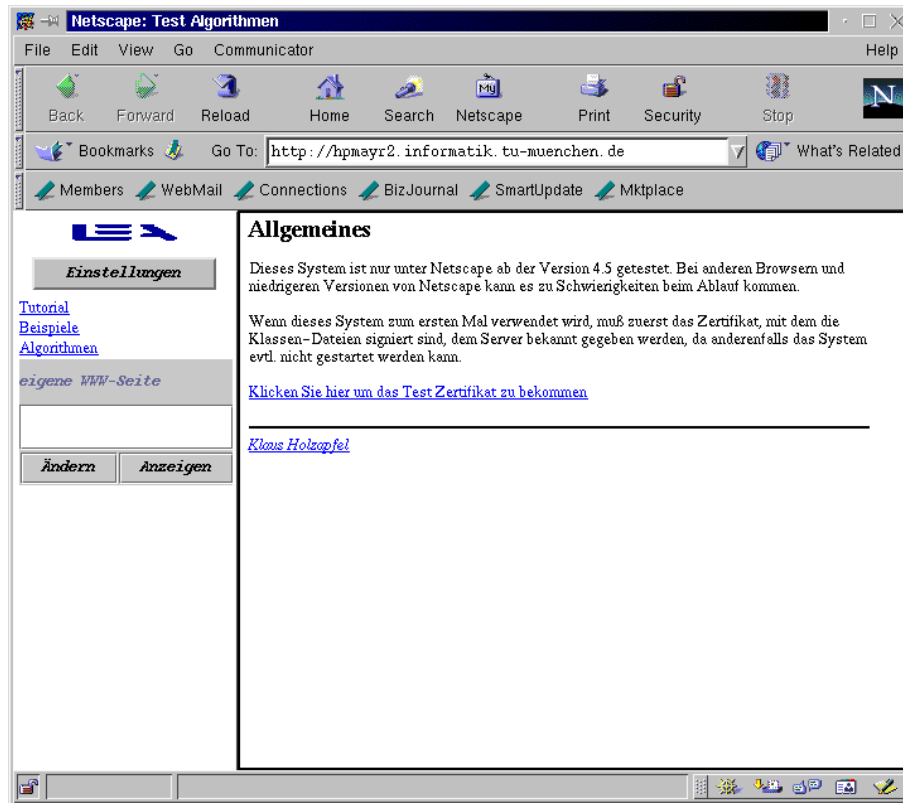 Netscape: Test Algorithmen
File Edit View Go Communicator Help
Back Forward Reload Home Search Netscape Print Security Stop
My
N
Bookmarks Go To: http://hpmayr2.informatik.tu-muenchen.de What's Related
Members WebMail Connections BizJournal SmartUpdate Mktplace
LEA
Einstellungen
Tutorial
Beispiele
Algorithmen
eigene WWW-Seite
Ändern Anzeigen
Allgemeines
Dieses System ist nur unter Netscape ab der Version 4.5 getestet. Bei anderen Browsern und
niedrigeren Versionen von Netscape kann es zu Schwierigkeiten beim Ablauf kommen.
Wenn dieses System zum ersten Mal verwendet wird, muß zuerst das Zertifikat, mit dem die
Klassen-Dateien signiert sind, dem Server bekannt gegeben werden, da anderenfalls das System
evtl. nicht gestartet werden kann.
Klicken Sie hier um das Test Zertifikat zu bekommen
Klaus Holzapfel